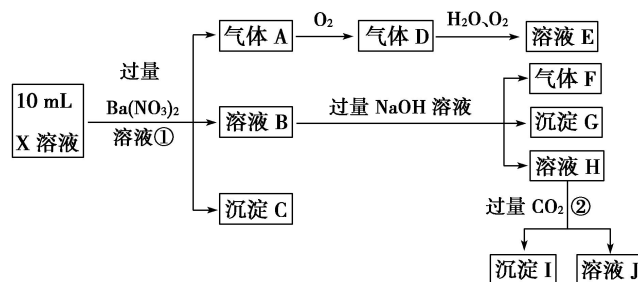 气体 A
O₂
气体 D
H₂O、O₂
溶液 E
10 mL
X 溶液
过量
Ba(NO₃)₂
溶液①
溶液 B
过量 NaOH 溶液
气体 F
沉淀 G
溶液 H
沉淀 C
过量 CO₂ ②
沉淀 I
溶液 J